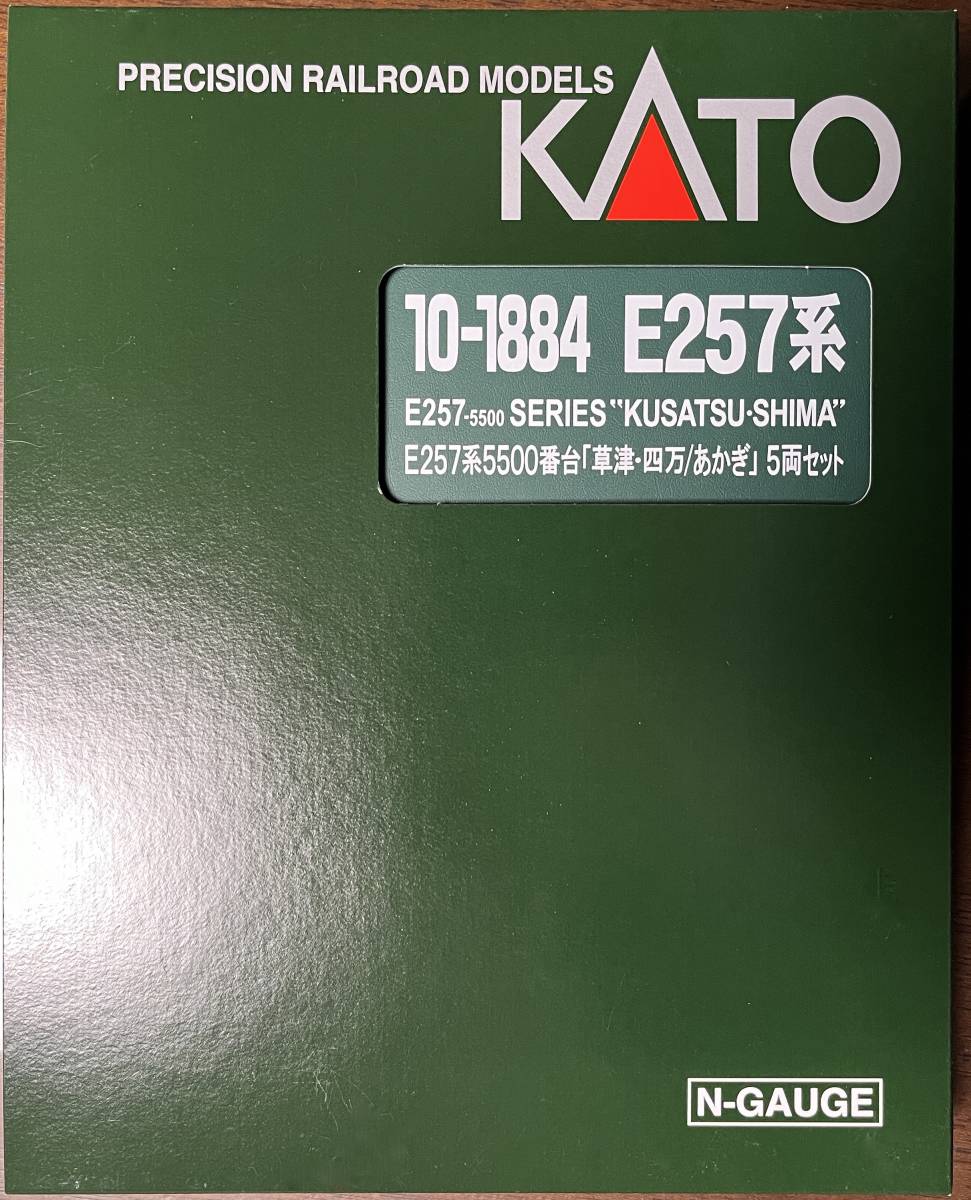 PRECISION RAILROAD MODELS
KATO
10-1884 E257系
E257-5500 SERIES “KUSATSU･SHIMA”
E257系5500番台｢草津･四万/あかぎ｣ 5両セット
N-GAUGE